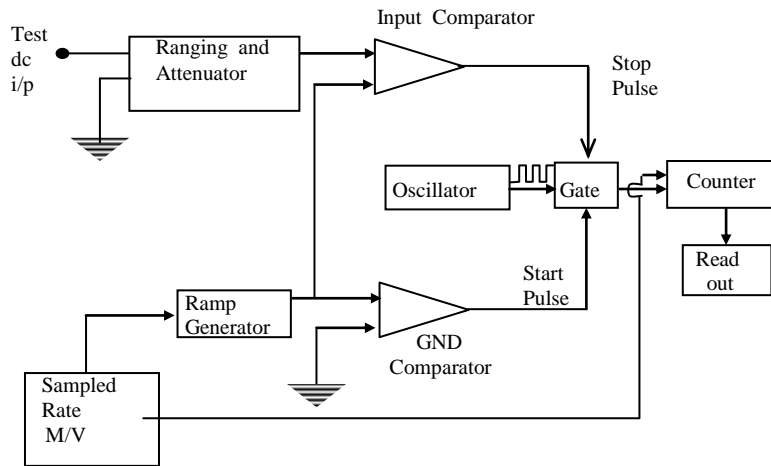 Test
dc
i/p
Ranging and
Attenuator
Input Comparator
Stop
Pulse
Oscillator
Gate
Counter
Read
out
Ramp
Generator
Start
Pulse
GND
Comparator
Sampled
Rate
M/V